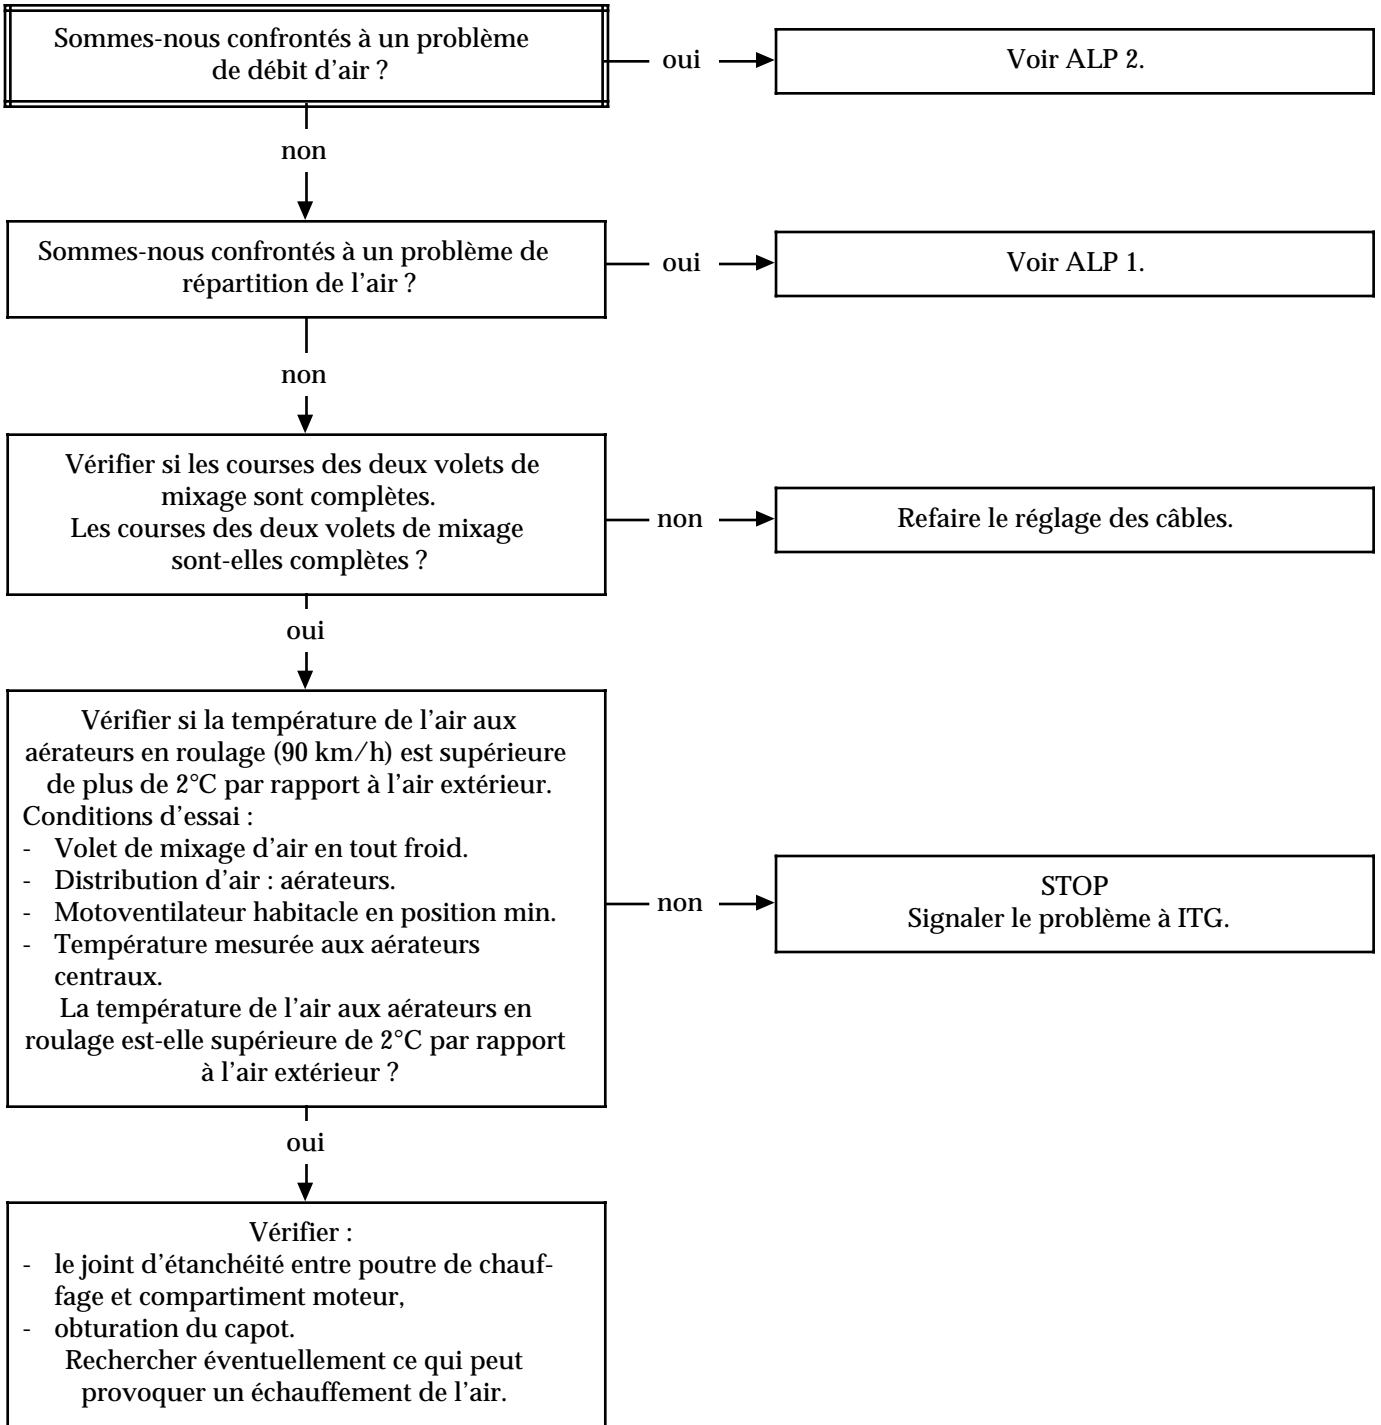 Sommes-nous confrontés à un problème
de débit d’air ?
oui
Voir ALP 2.
non
Sommes-nous confrontés à un problème de
répartition de l’air ?
oui
Voir ALP 1.
non
Vérifier si les courses des deux volets de
mixage sont complètes.
Les courses des deux volets de mixage
sont-elles complètes ?
non
Refaire le réglage des câbles.
oui
Vérifier si la température de l’air aux
aérateurs en roulage (90 km/h) est supérieure
de plus de 2°C par rapport à l’air extérieur.
Conditions d’essai :
- Volet de mixage d’air en tout froid.
- Distribution d’air : aérateurs.
- Motoventilateur habitacle en position min.
- Température mesurée aux aérateurs
centraux.
La température de l’air aux aérateurs en
roulage est-elle supérieure de 2°C par rapport
à l’air extérieur ?
non
STOP
Signaler le problème à ITG.
oui
Vérifier :
- le joint d’étanchéité entre poutre de chauf-
fage et compartiment moteur,
- obturation du capot.
Rechercher éventuellement ce qui peut
provoquer un échauffement de l’air.